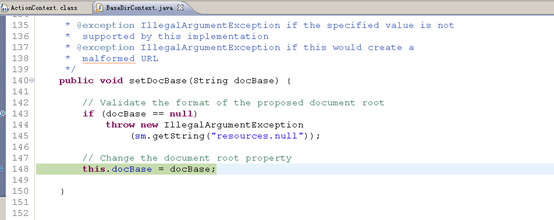 ActionContext.class BaseDirContext.java
135 * @exception IllegalArgumentException if the specified value is not
136 * supported by this implementation
137 * @exception IllegalArgumentException if this would create a
138 * malformed URL
139 */
140 public void setDocBase(String docBase) {
141
142 // Validate the format of the proposed document root
143 if (docBase == null)
144 throw new IllegalArgumentException
145 (sm.getString("resources.null"));
146
147 // Change the document root property
148 this.docBase = docBase;
149
150 }
151
152